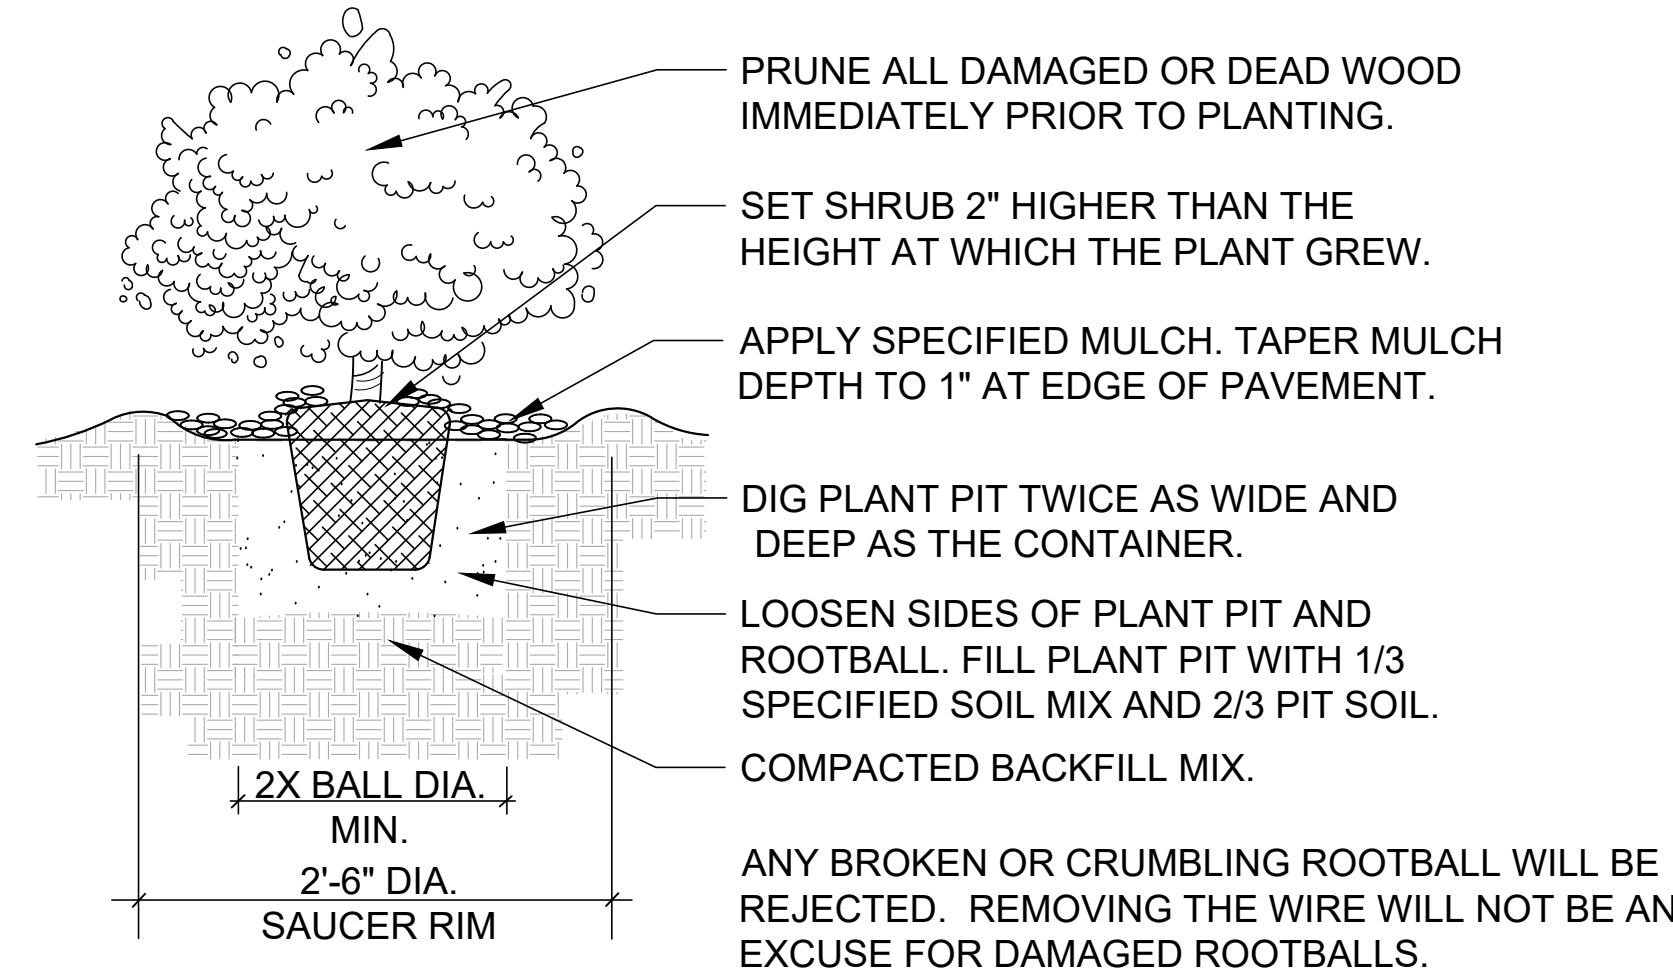 PRUNE ALL DAMAGED OR DEAD WOOD
IMMEDIATELY PRIOR TO PLANTING.
SET SHRUB 2" HIGHER THAN THE
HEIGHT AT WHICH THE PLANT GREW.
APPLY SPECIFIED MULCH. TAPER MULCH
DEPTH TO 1" AT EDGE OF PAVEMENT.
DIG PLANT PIT TWICE AS WIDE AND
DEEP AS THE CONTAINER.
LOOSEN SIDES OF PLANT PIT AND
ROOTBALL. FILL PLANT PIT WITH 1/3
SPECIFIED SOIL MIX AND 2/3 PIT SOIL.
COMPACTED BACKFILL MIX.
2X BALL DIA.
MIN.
2'-6" DIA.
SAUCER RIM
ANY BROKEN OR CRUMBLING ROOTBALL WILL BE
REJECTED. REMOVING THE WIRE WILL NOT BE AN
EXCUSE FOR DAMAGED ROOTBALLS.